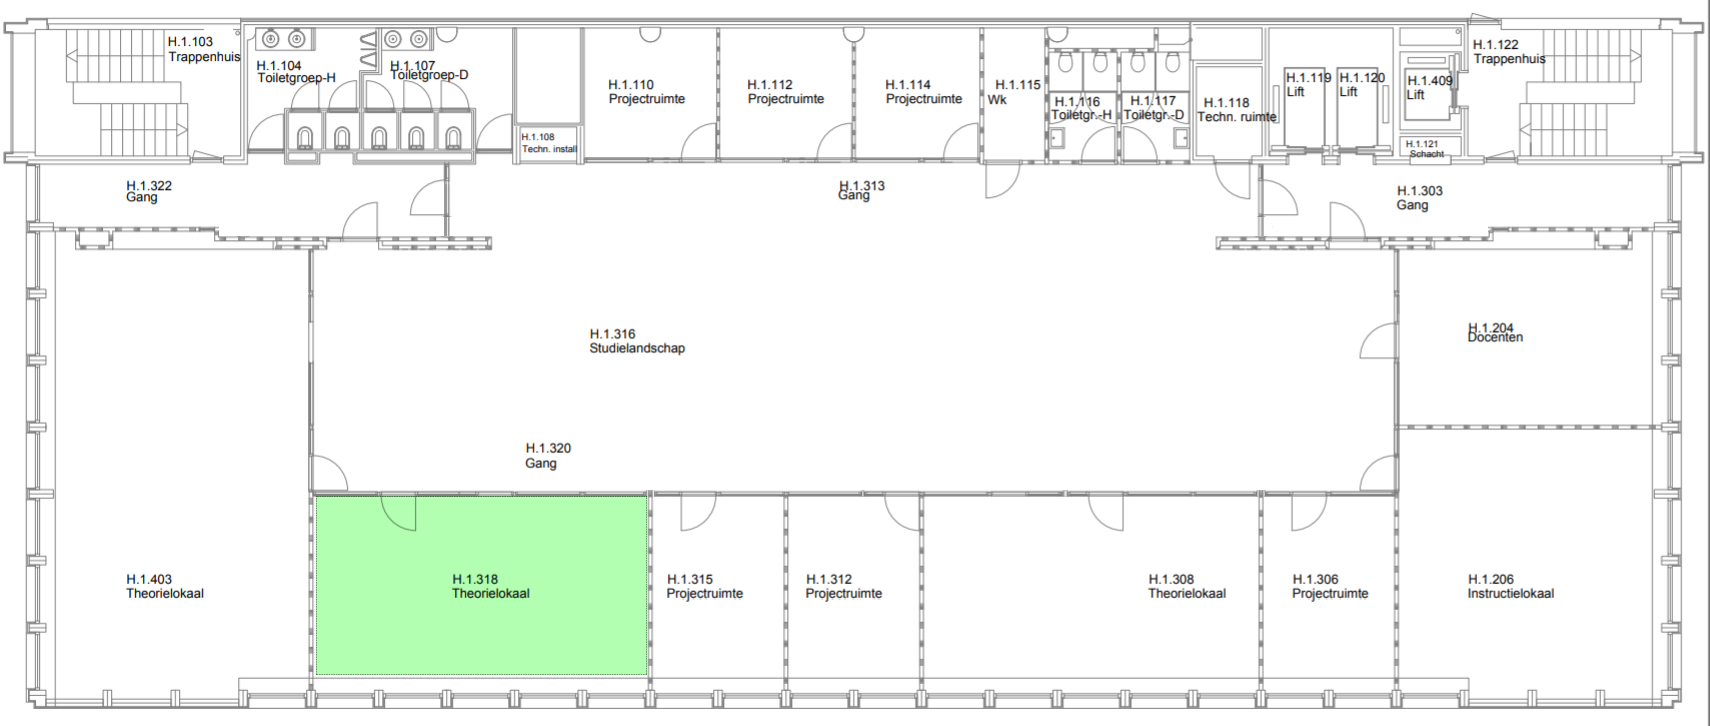 H.1.103
Trappenhuis
H.1.104
Toiletgroep-H
H.1.107
Toiletgroep-D
H.1.108
Techn. install
H.1.110
Projectruimte
H.1.112
Projectruimte
H.1.114
Projectruimte
H.1.115
Wk
H.1.116
Toiletgr.-H
H.1.117
Toiletgr.-D
H.1.118
Techn. ruimte
H.1.119
Lift
H.1.120
Lift
H.1.409
Lift
H.1.121
Schacht
H.1.122
Trappenhuis
H.1.322
Gang
H.1.313
Gang
H.1.303
Gang
H.1.316
Studielandschap
H.1.204
Docenten
H.1.320
Gang
H.1.403
Theorielokaal
H.1.318
Theorielokaal
H.1.315
Projectruimte
H.1.312
Projectruimte
H.1.308
Theorielokaal
H.1.306
Projectruimte
H.1.206
Instructielokaal